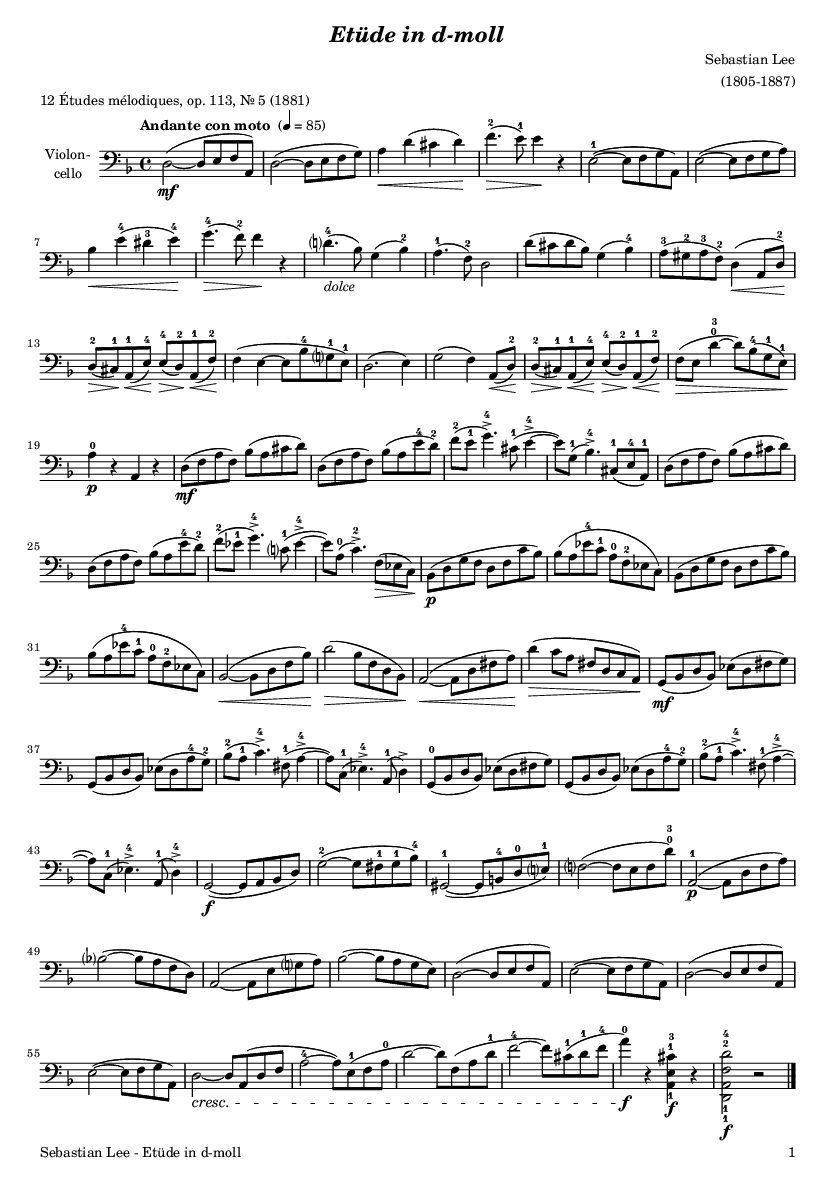 Etüde in d-moll
Sebastian Lee
(1805-1887)
12 Études mélodiques, op. 113, № 5 (1881)
Andante con moto (♩ = 85)
Violon-
cello
mf
7
dolce
13
19
p
mf
25
p
31
mf
37
43
f
p
49
55
cresc.
f
f
f
Sebastian Lee - Etüde in d-moll
1